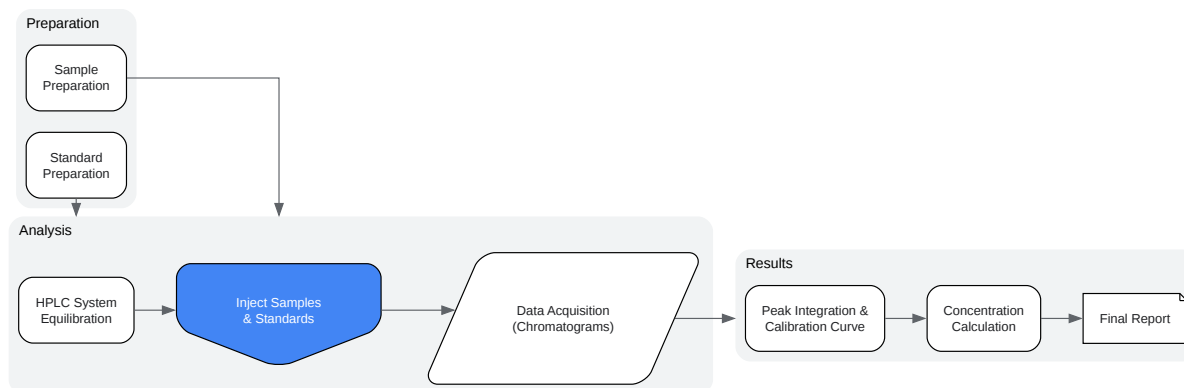 Preparation
Sample
Preparation
Standard
Preparation
Analysis
HPLC System
Equilibration
Inject Samples
& Standards
Data Acquisition
(Chromatograms)
Results
Peak Integration &
Calibration Curve
Concentration
Calculation
Final Report